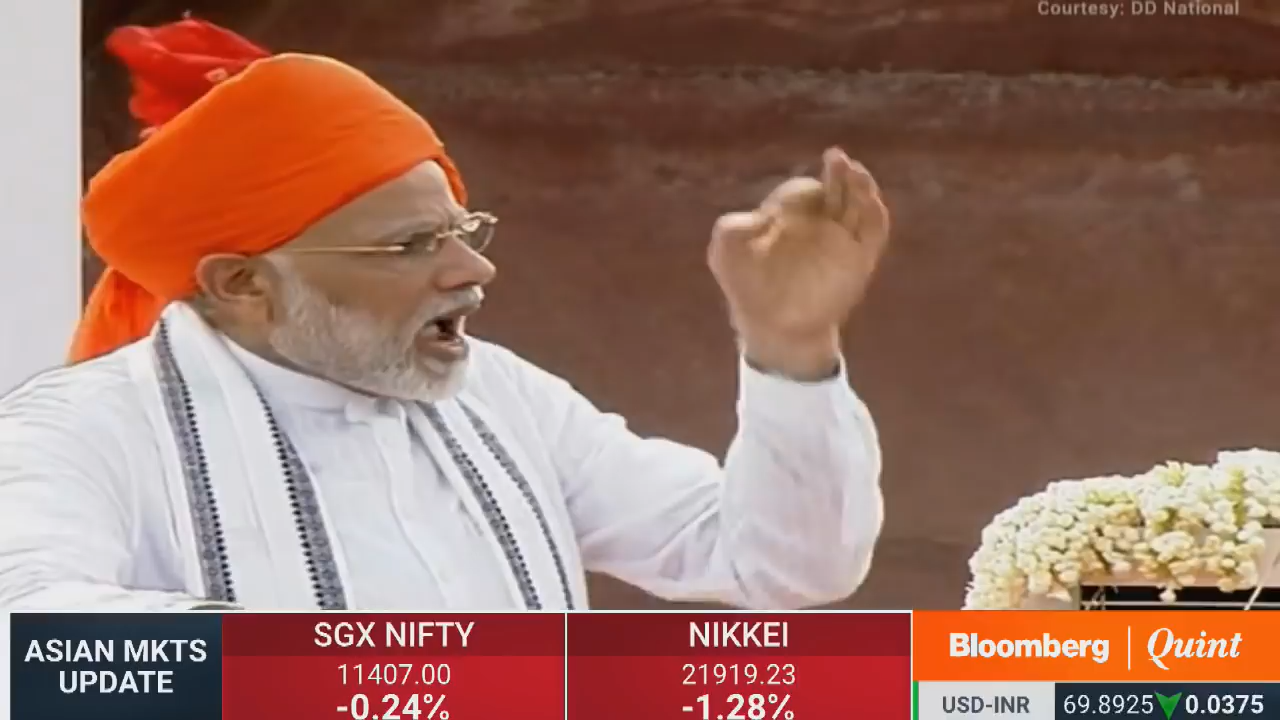 Courtesy: DD National
ASIAN MKTS
UPDATE
SGX NIFTY
11407.00
-0.24%
NIKKEI
21919.23
-1.28%
Bloomberg | Quint
USD-INR 69.8925 0.0375